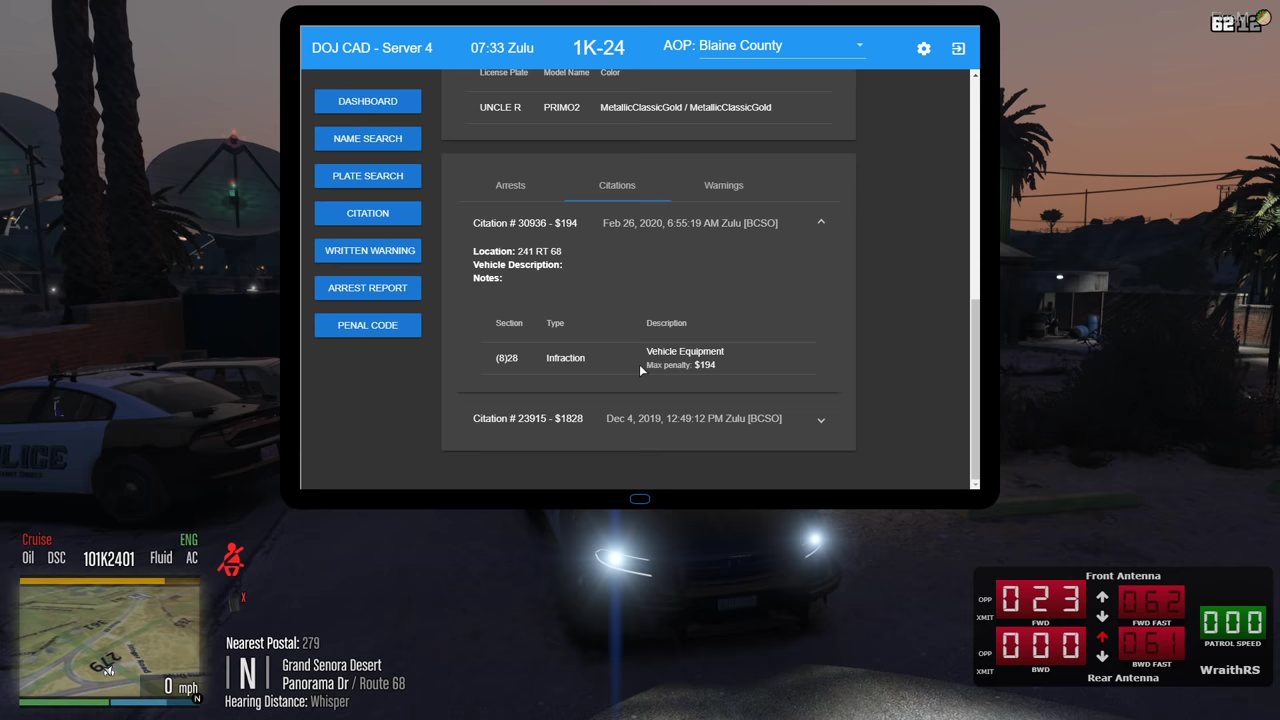 DOJ CAD - Server 4
07:33 Zulu
1K-24
AOP: Blaine County
DASHBOARD
NAME SEARCH
PLATE SEARCH
CITATION
WRITTEN WARNING
ARREST REPORT
PENAL CODE
License Plate Model Name Color
UNCLE R PRIMO2 MetallicClassicGold / MetallicClassicGold
Arrests Citations Warnings
Citation # 30936 - $194 Feb 26, 2020, 6:55:19 AM Zulu [BCSO]
Location: 241 RT 68
Vehicle Description:
Notes:
Section Type Description
(8)28 Infraction Vehicle Equipment
Max penalty: $194
Citation # 23915 - $1828 Dec 4, 2019, 12:49:12 PM Zulu [BCSO]
LICE
Cruise ENG
Oil DSC 101K2401 Fluid AC
X
279
0 mph
N
Nearest Postal: 279
N
Grand Senora Desert
Panorama Dr / Route 68
Hearing Distance: Whisper
Front Antenna
OPP
XMIT
023
062
FWD
FWD FAST
000
PATROL SPEED
OPP
XMIT
000
061
BWD
BWD FAST
Rear Antenna
WraithRS